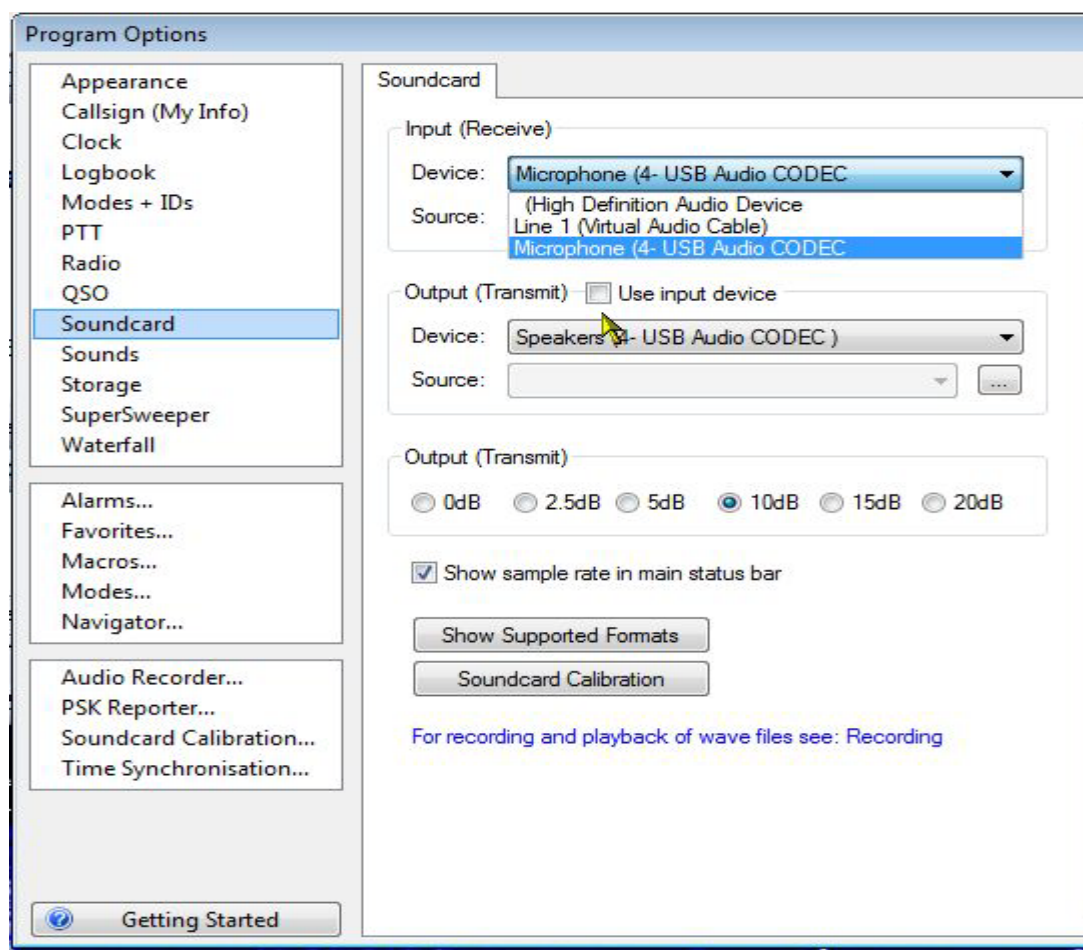 Program Options
Appearance
Callsign (My Info)
Clock
Logbook
Modes + IDs
PTT
Radio
QSO
Soundcard
Sounds
Storage
SuperSweeper
Waterfall
Alarms...
Favorites...
Macros...
Modes...
Navigator...
Audio Recorder...
PSK Reporter...
Soundcard Calibration...
Time Synchronisation...
Getting Started
Soundcard
Input (Receive)
Device: Microphone (4- USB Audio CODEC
(High Definition Audio Device
Source:
Line 1 (Virtual Audio Cable)
Microphone (4- USB Audio CODEC
Output (Transmit) Use input device
Device: Speakers (4- USB Audio CODEC )
Source: ...
Output (Transmit)
0dB 2.5dB 5dB 10dB 15dB 20dB
Show sample rate in main status bar
Show Supported Formats
Soundcard Calibration
For recording and playback of wave files see: Recording